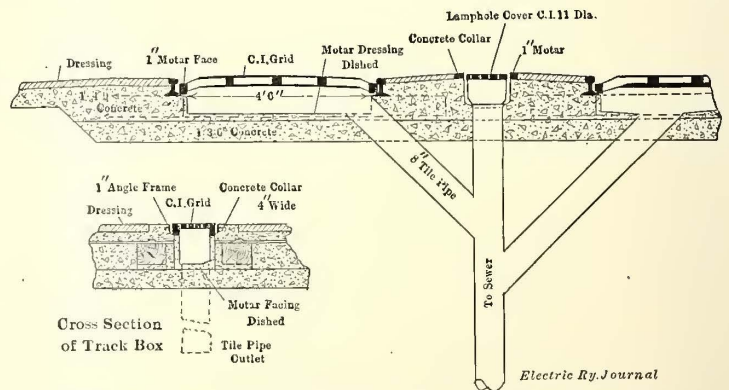 Lamphole Cover C.I. 11 Dia.
Concrete Collar
1" Motar
Motar Dressing
Dished
1" Motar Face
C.I. Grid
Dressing
4'0"
Concrete
1 3 6 Concrete
8" Tile Pipe
To Sewer
1" Angle Frame
C.I. Grid
Concrete Collar
4" Wide
Dressing
Motar Facing
Dished
Cross Section
of Track Box
Tile Pipe
Outlet
Electric Ry. Journal